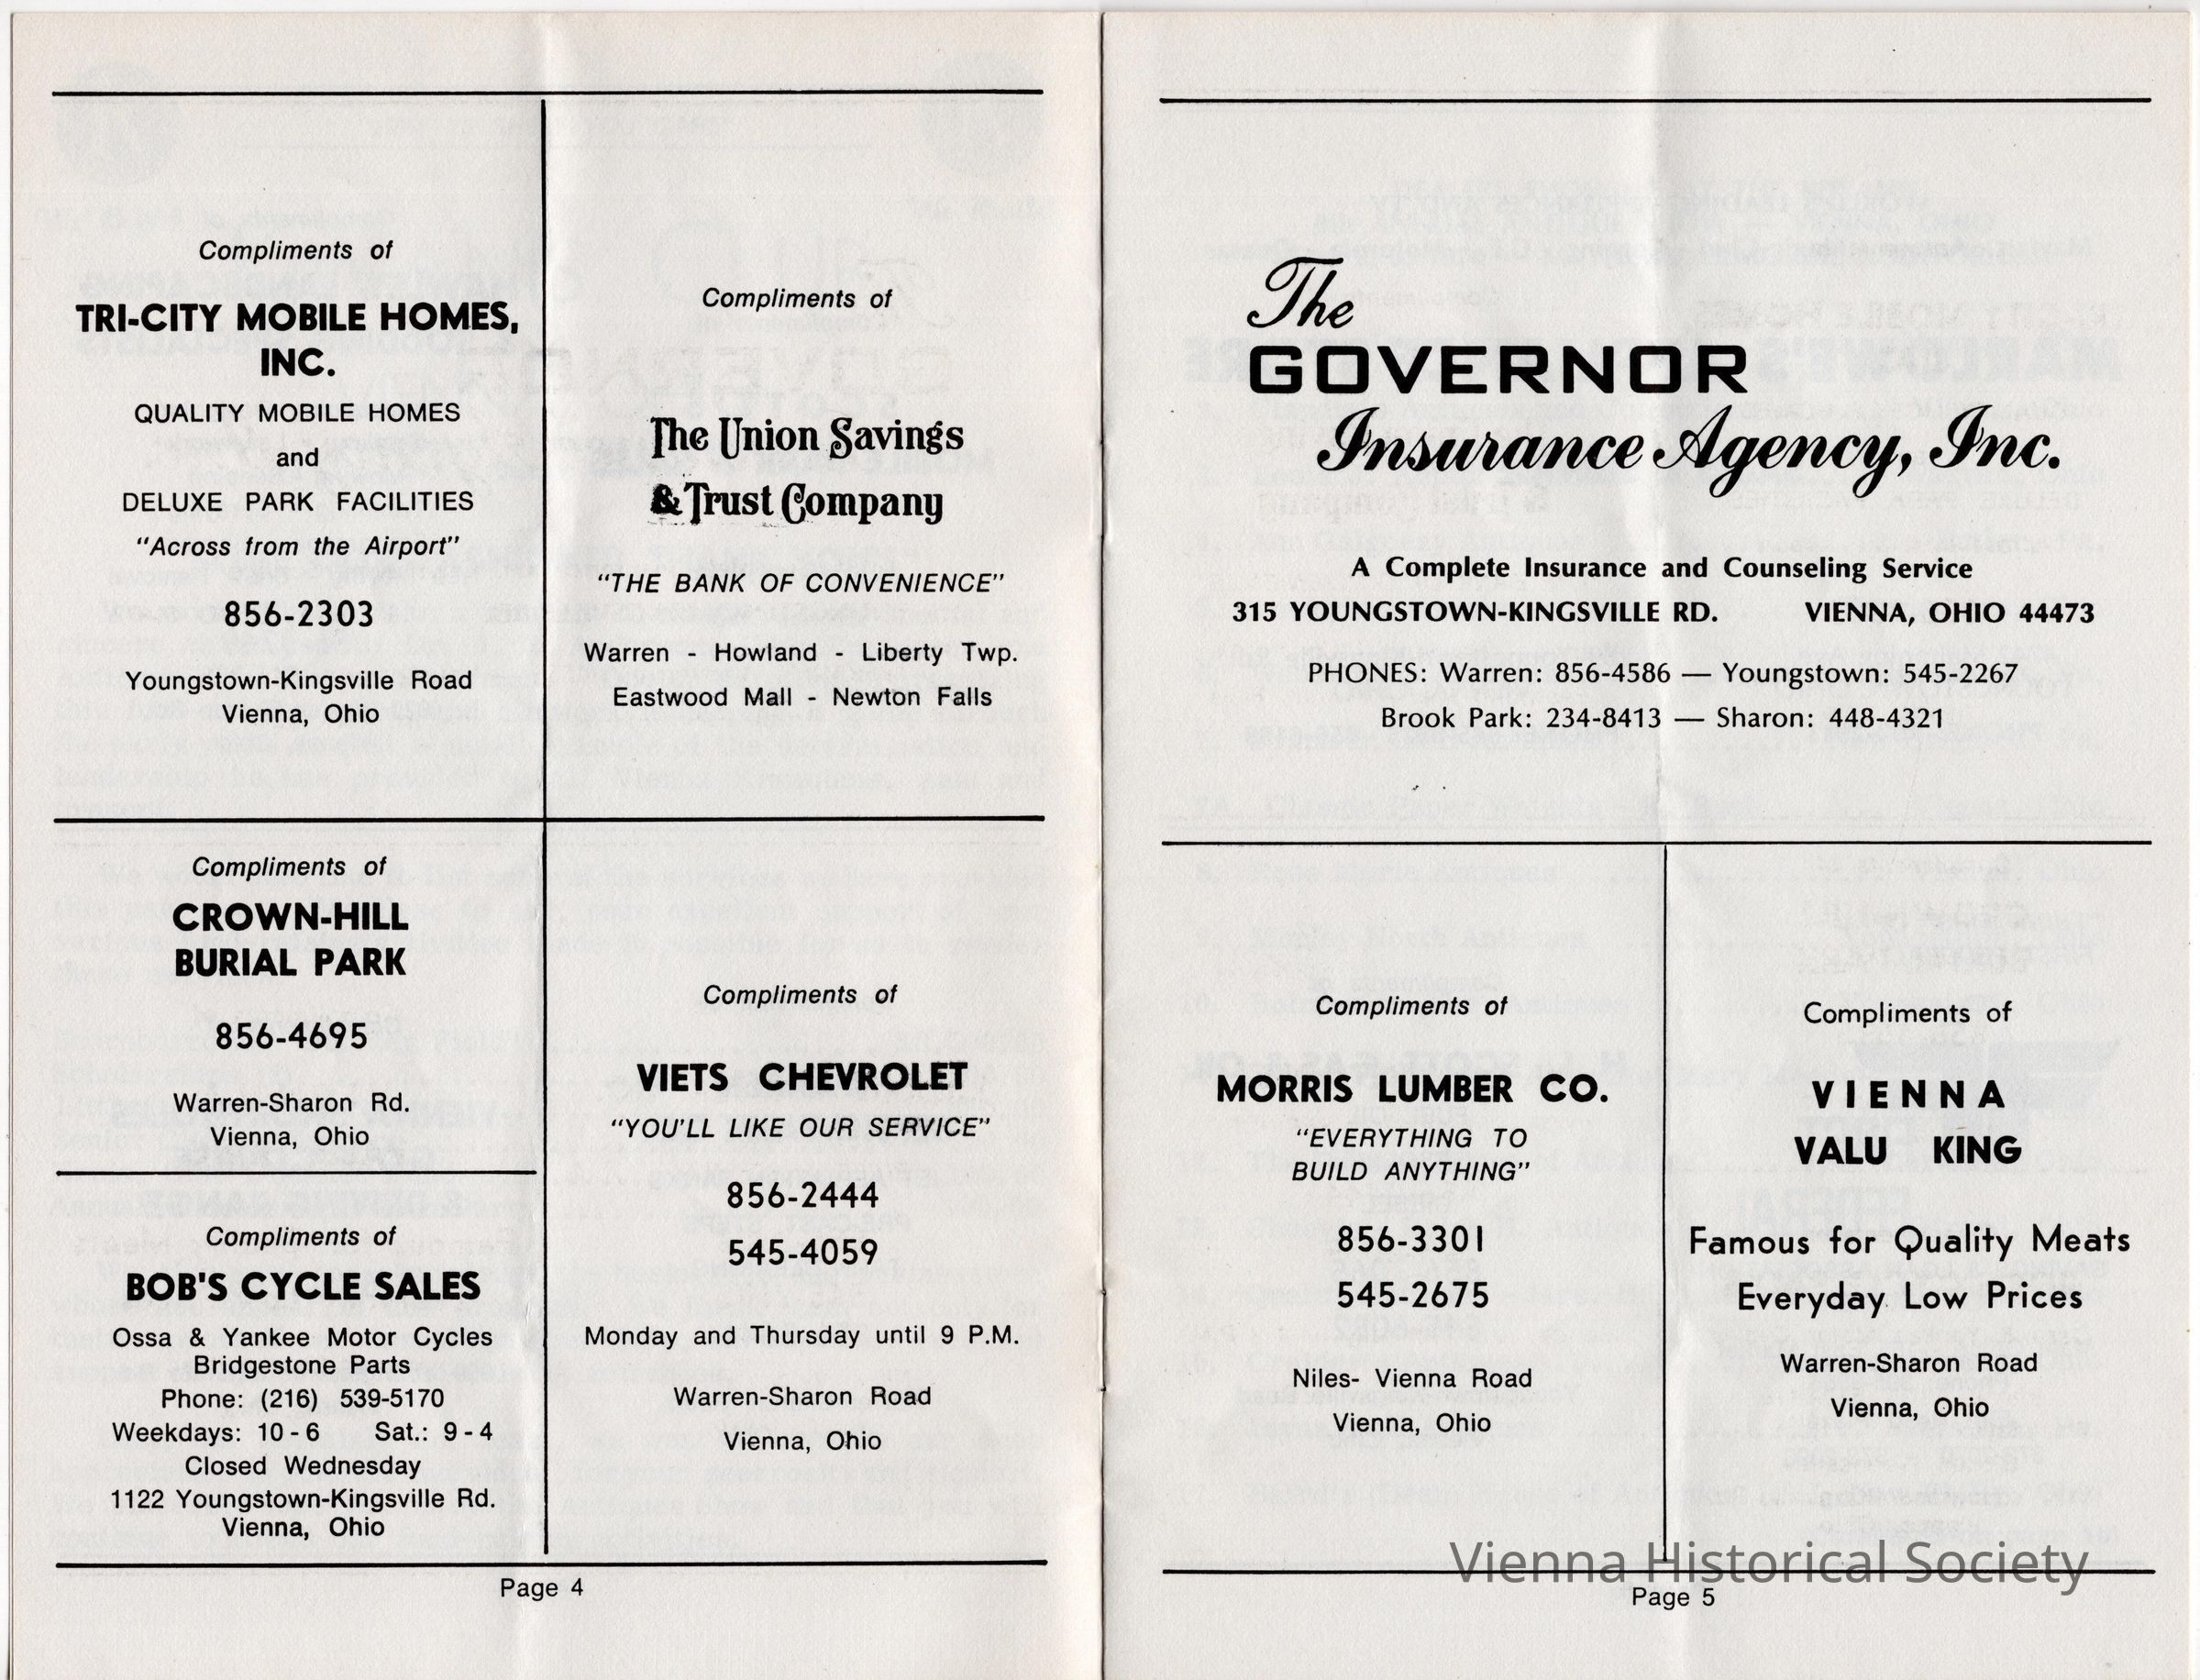 Compliments of
TRI-CITY MOBILE HOMES,
INC.
QUALITY MOBILE HOMES
and
DELUXE PARK FACILITIES
"Across from the Airport"
856-2303
Youngstown-Kingsville Road
Vienna, Ohio
Compliments of
The Union Savings
& Trust Company
"THE BANK OF CONVENIENCE"
Warren - Howland - Liberty Twp.
Eastwood Mall - Newton Falls
Compliments of
CROWN-HILL
BURIAL PARK
856-4695
Warren-Sharon Rd.
Vienna, Ohio
Compliments of
BOB'S CYCLE SALES
Ossa & Yankee Motor Cycles
Bridgestone Parts
Phone: (216) 539-5170
Weekdays: 10 - 6 Sat.: 9 - 4
Closed Wednesday
1122 Youngstown-Kingsville Rd.
Vienna, Ohio
Compliments of
VIETS CHEVROLET
"YOU'LL LIKE OUR SERVICE"
856-2444
545-4059
Monday and Thursday until 9 P.M.
Warren-Sharon Road
Vienna, Ohio
Page 4
The
GOVERNOR
Insurance Agency, Inc.
A Complete Insurance and Counseling Service
315 YOUNGSTOWN-KINGSVILLE RD. VIENNA, OHIO 44473
PHONES: Warren: 856-4586 — Youngstown: 545-2267
Brook Park: 234-8413 — Sharon: 448-4321
Compliments of
MORRIS LUMBER CO.
"EVERYTHING TO
BUILD ANYTHING"
856-3301
545-2675
Niles- Vienna Road
Vienna, Ohio
Compliments of
VIENNA
VALU KING
Famous for Quality Meats
Everyday Low Prices
Warren-Sharon Road
Vienna, Ohio
Vienna Historical Society
Page 5